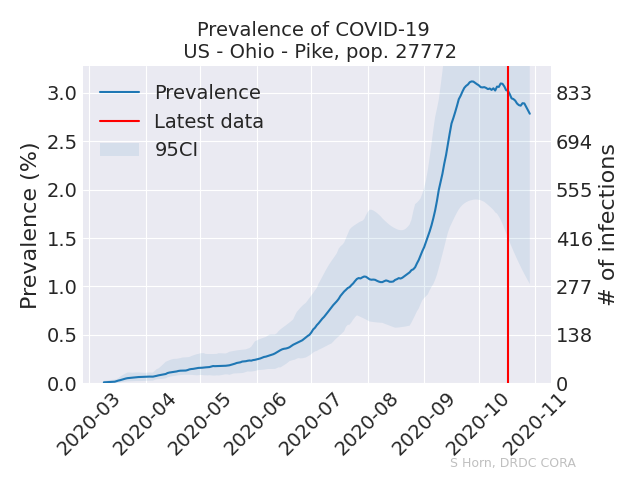 Prevalence of COVID-19
US - Ohio - Pike, pop. 27772
Prevalence (%)
3.0
2.5
2.0
1.5
1.0
0.5
0.0
Prevalence
Latest data
95CI
833
694
555
416
277
138
0
# of infections
2020-03
2020-04
2020-05
2020-06
2020-07
2020-08
2020-09
2020-10
2020-11
S Horn, DRDC CORA